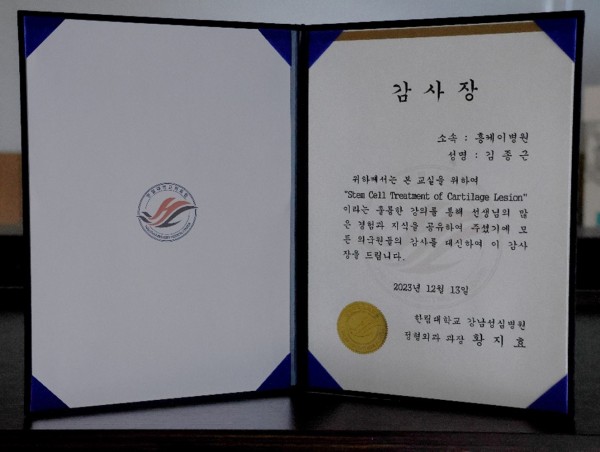 감 사 장
소속 : 홍케이병원
성명 : 김 종 근
귀하께서는 본 교실을 위하여
"Stem Cell Treatment of Cartilage Lesion"
이라는 훌륭한 강의를 통해 선생님의 많
은 경험과 지식을 공유하여 주셨기에 모
든 의국원들의 감사를 대신하여 이 감사
장을 드립니다.
2023년 12월 13일
한림대학교 강남성심병원
정형외과 과장 황 지 효